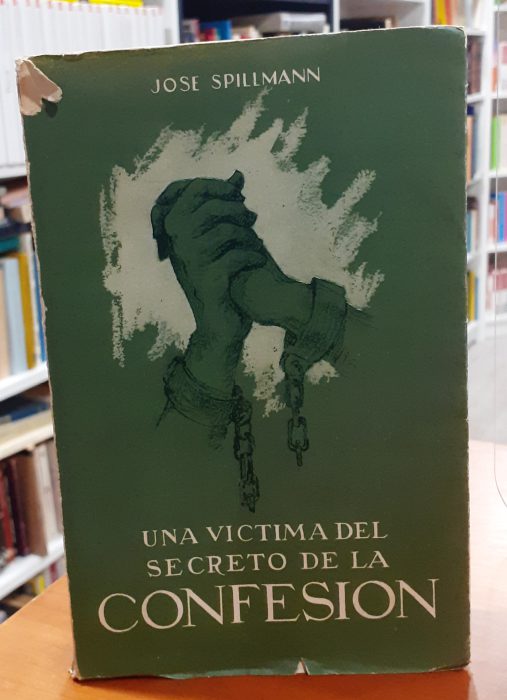 JOSE SPILLMANN
UNA VICTIMA DEL
SECRETO DE LA
CONFESION